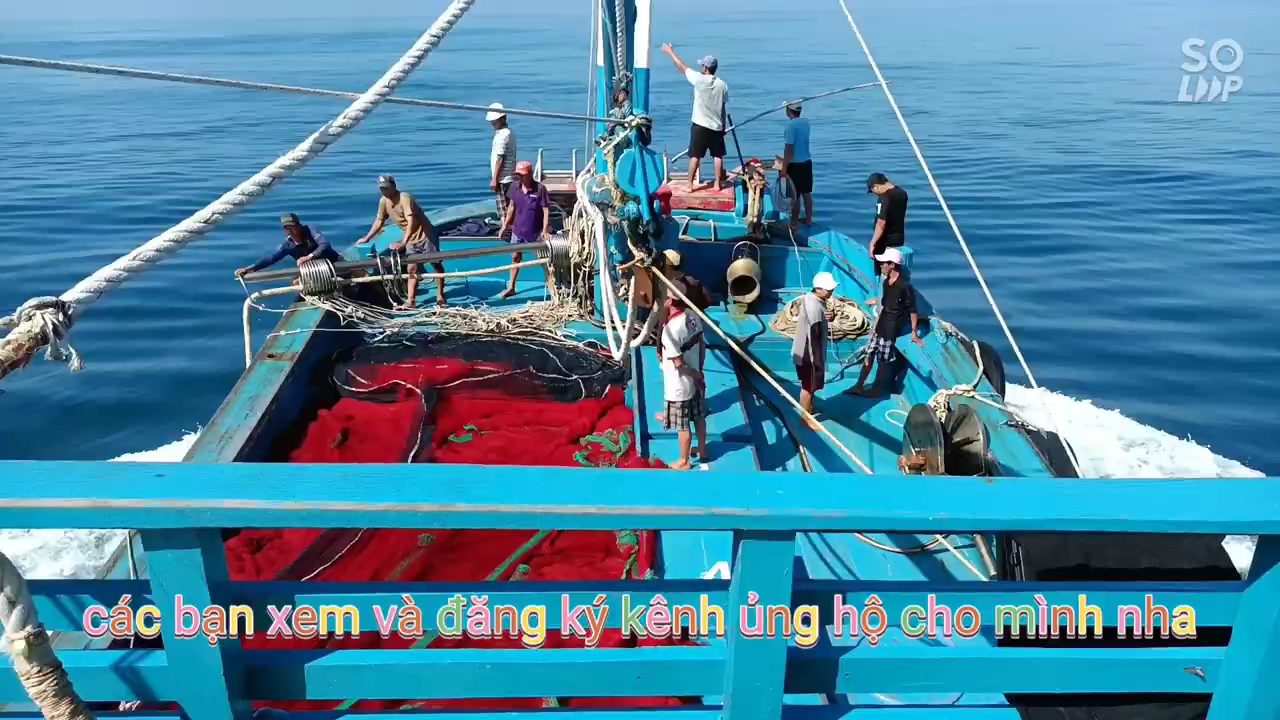 SO
LOOP
các bạn xem và đăng ký kênh ủng hộ cho mình nha